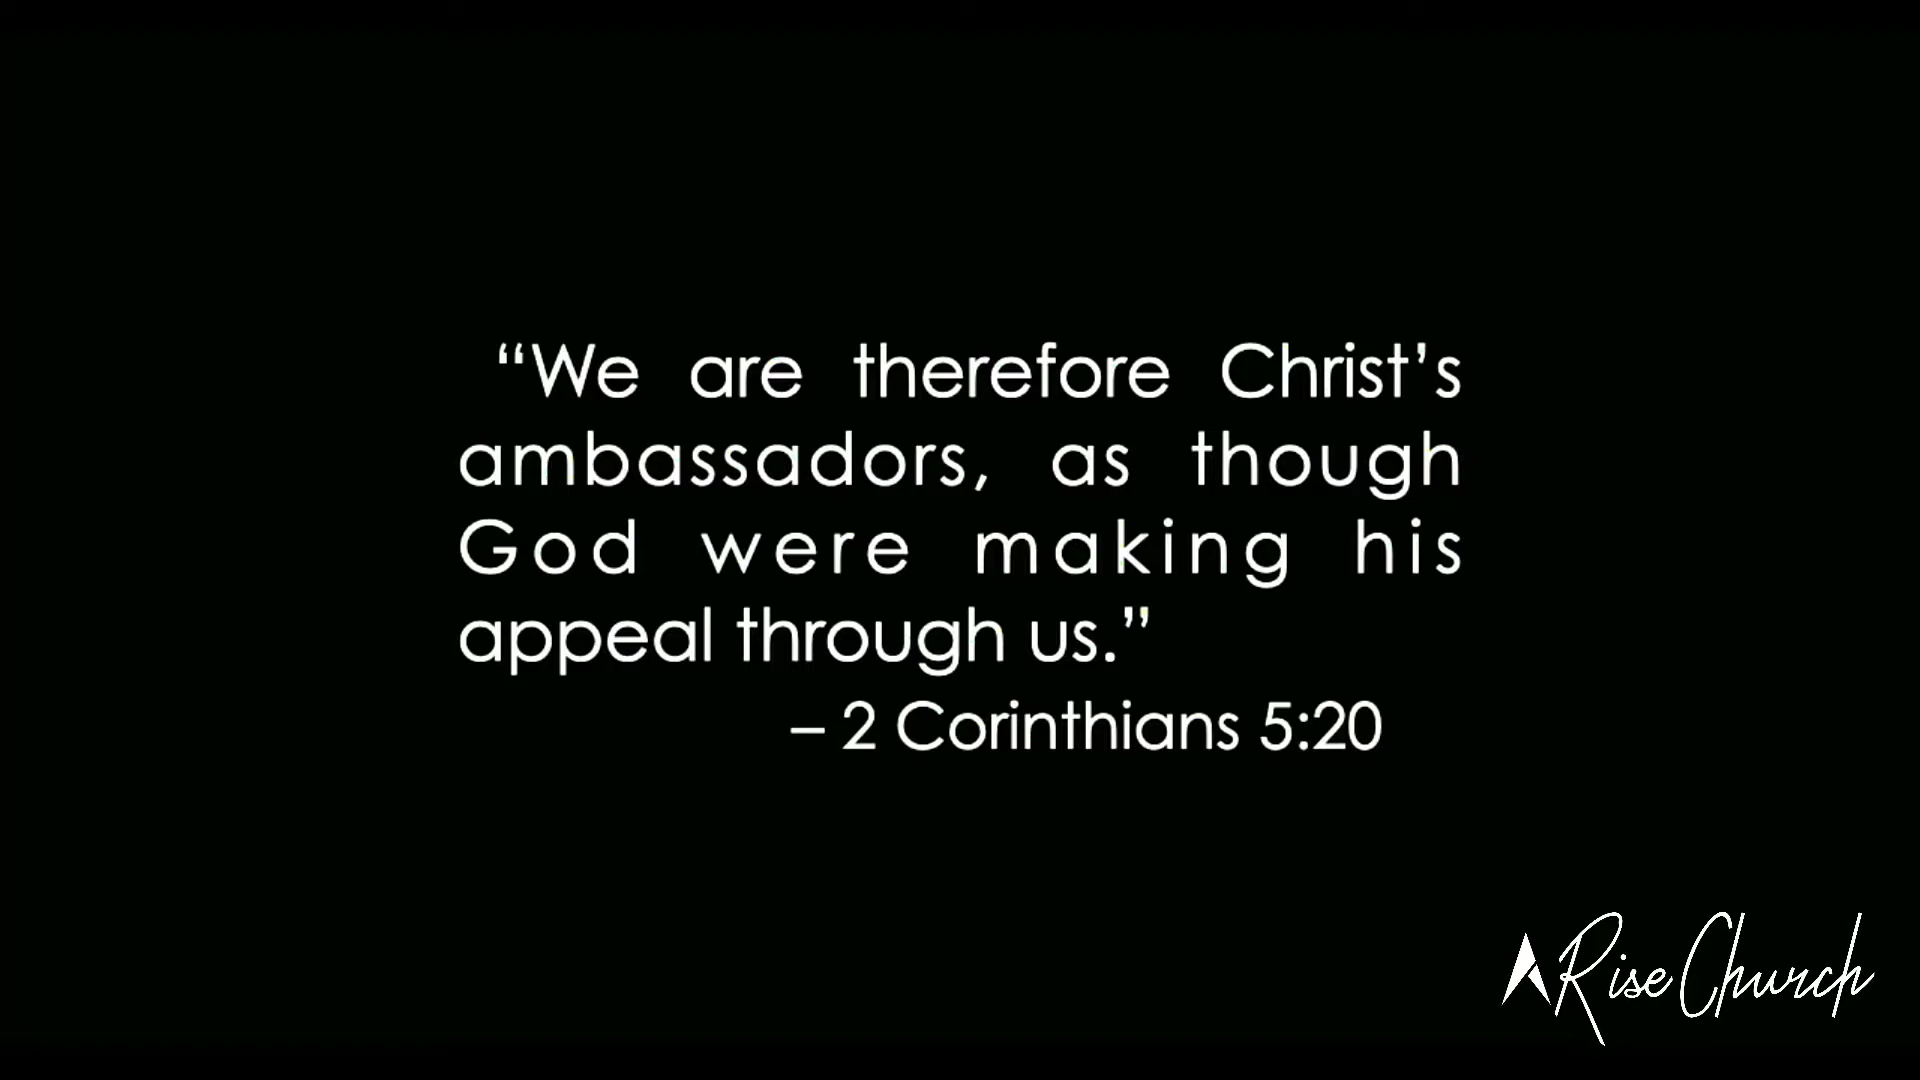 “We are therefore Christ’s
ambassadors, as though
God were making his
appeal through us.”
– 2 Corinthians 5:20
ARise Church